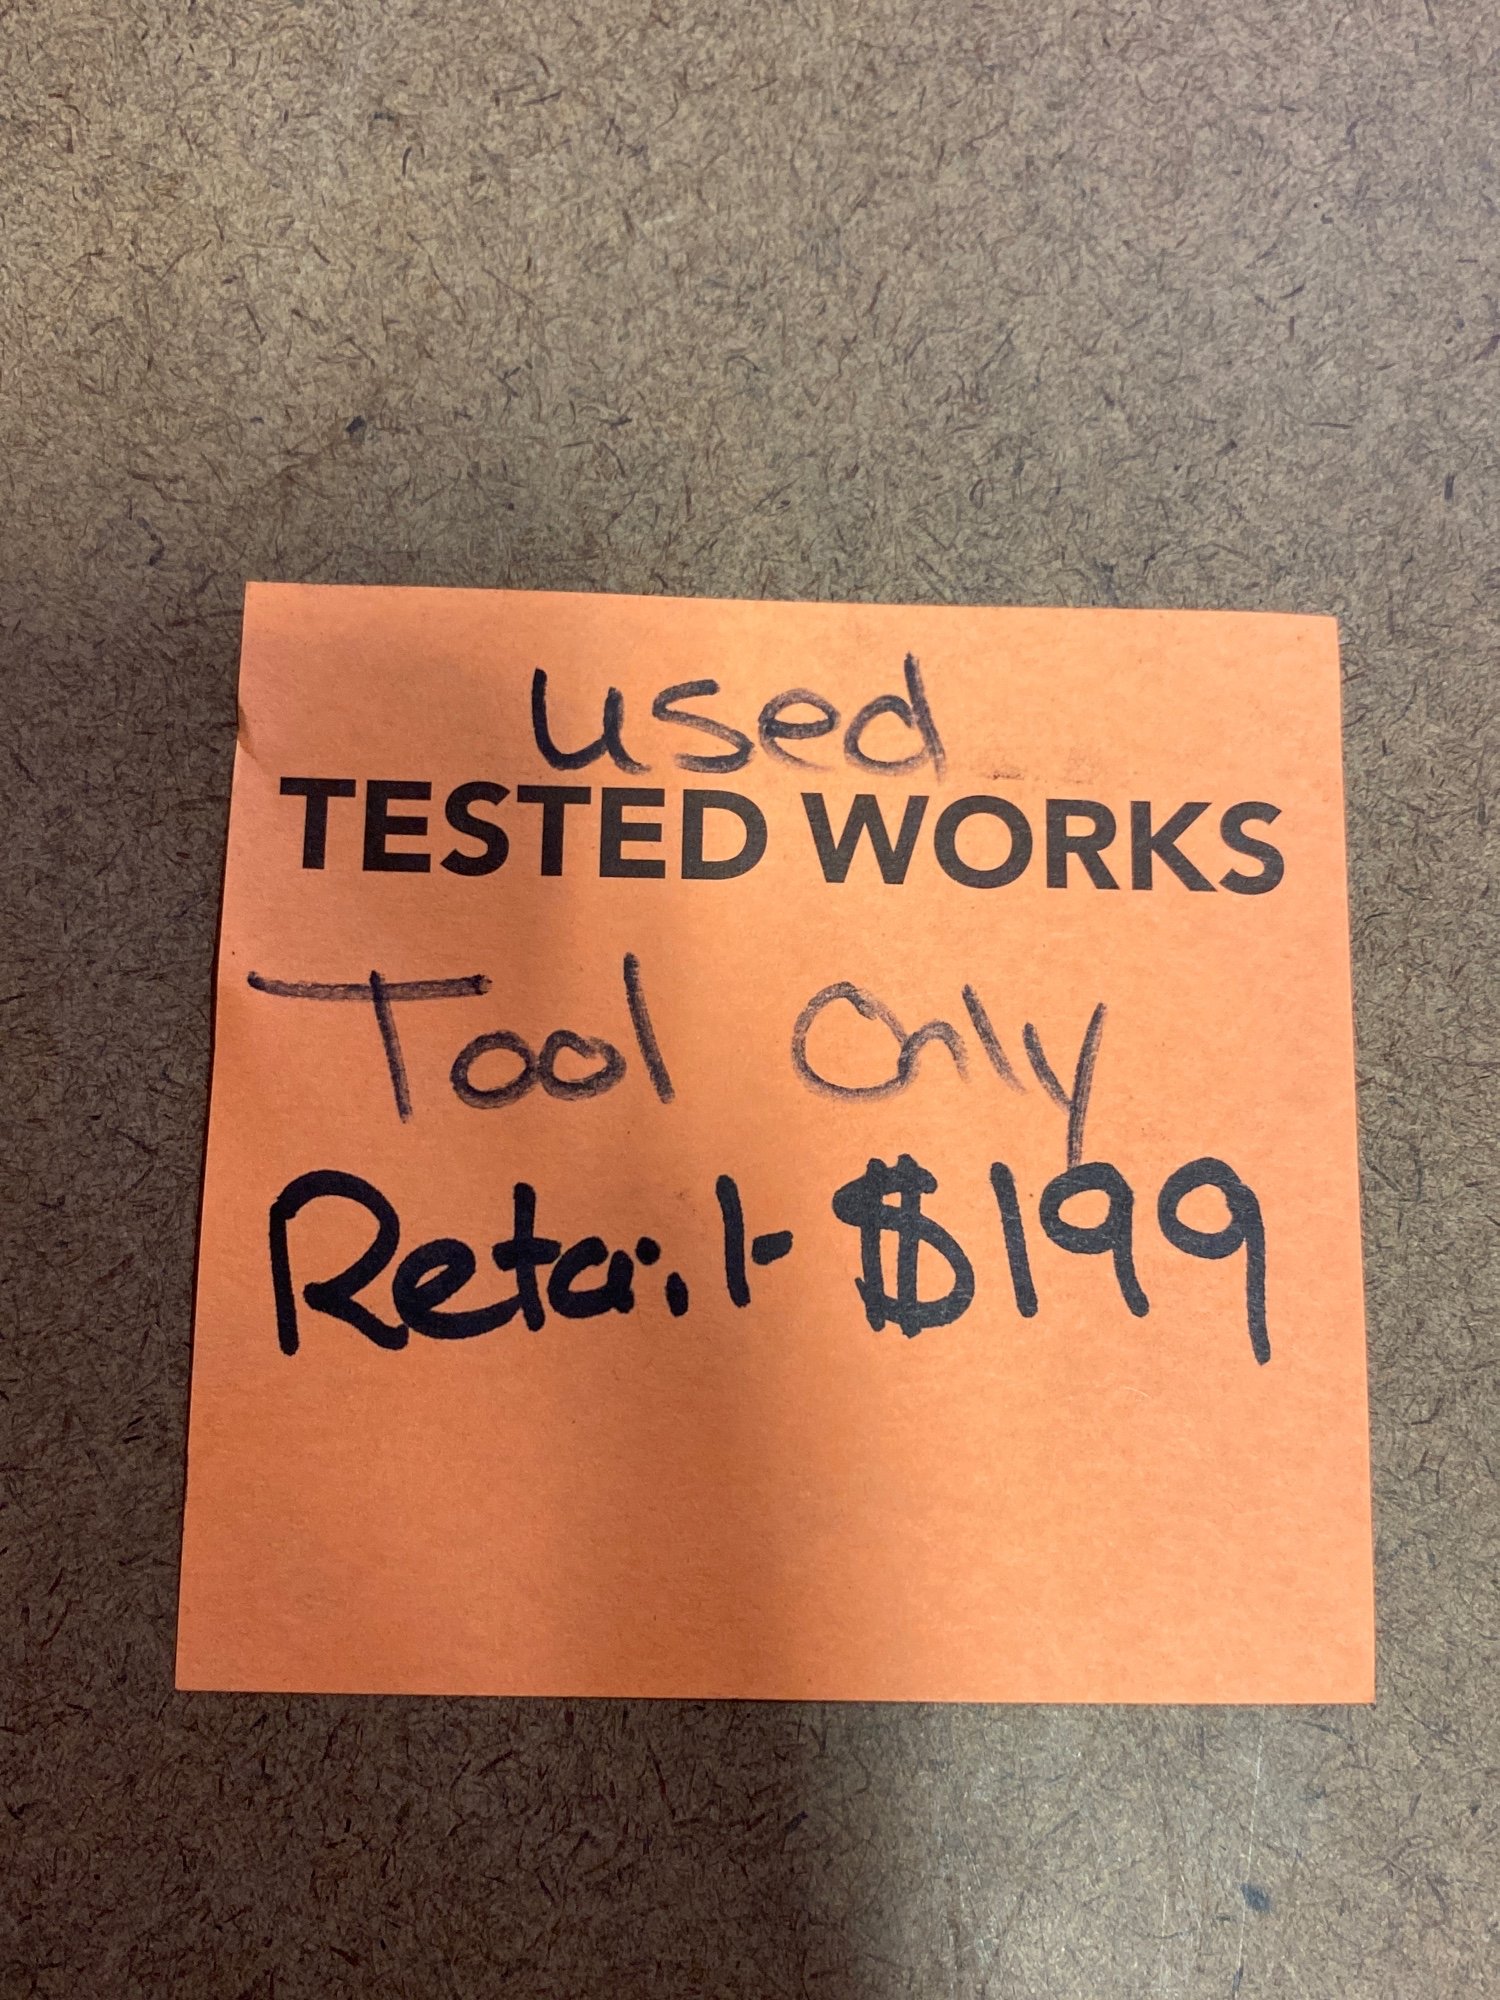 used
TESTED WORKS
Tool Only
Retail- $199